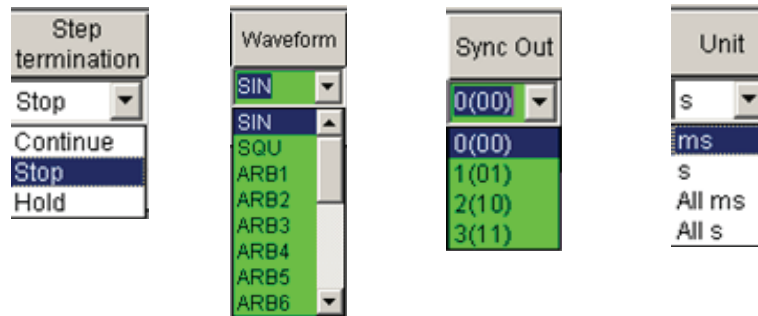 Step
termination
Stop
Continue
Stop
Hold
Waveform
SIN
SIN
SQU
ARB1
ARB2
ARB3
ARB4
ARB5
ARB6
Sync Out
0(00)
0(00)
1(01)
2(10)
3(11)
Unit
s
ms
s
All ms
All s